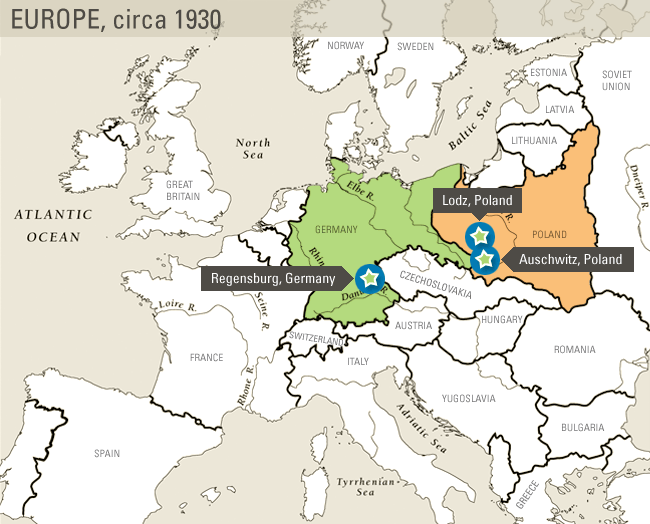 EUROPE, circa 1930
NORWAY
SWEDEN
ESTONIA
SOVIET
UNION
LATVIA
Baltic Sea
LITHUANIA
North
Sea
GREAT
BRITAIN
Elbe R.
Dnieper R.
Lodz, Poland
R.
ATLANTIC
OCEAN
GERMANY
POLAND
Auschwitz, Poland
Regensburg, Germany
Rhin
CZECHOSLOVAKIA
Danu
R.
Loire R.
Seine R.
AUSTRIA
HUNGARY
SWITZERLAND
ROMANIA
FRANCE
ITALY
Rhone R.
YUGOSLAVIA
Adriatic Sea
BULGARIA
SPAIN
Tyrrhenian-
Sea
GREECE